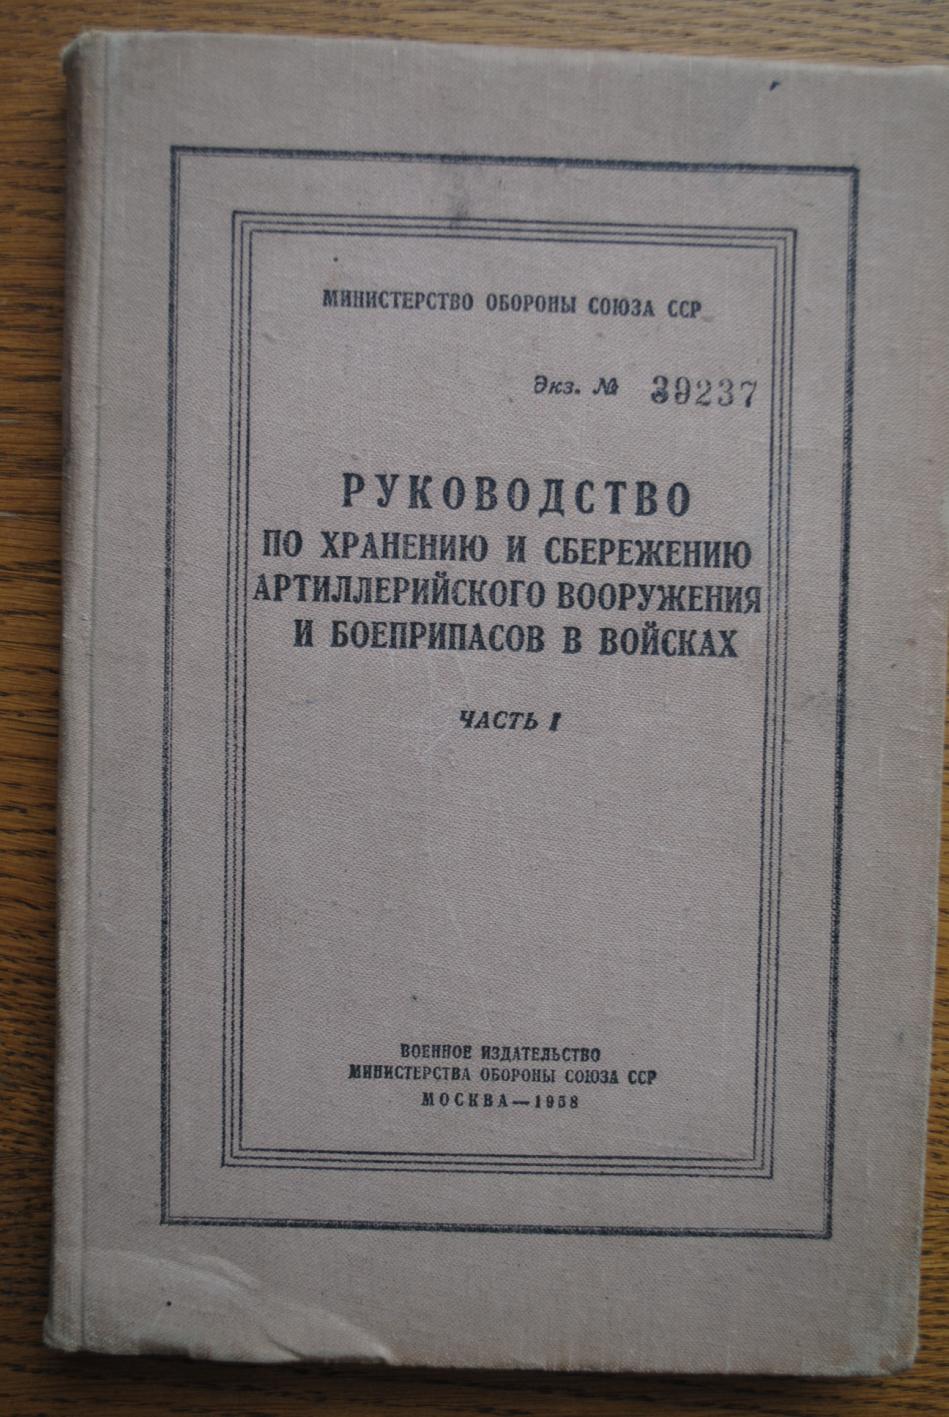 МИНИСТЕРСТВО ОБОРОНЫ СОЮЗА ССР
Экз. № 39237
РУКОВОДСТВО
ПО ХРАНЕНИЮ И СБЕРЕЖЕНИЮ
АРТИЛЛЕРИЙСКОГО ВООРУЖЕНИЯ
И БОЕПРИПАСОВ В ВОЙСКАХ
ЧАСТЬ I
ВОЕННОЕ ИЗДАТЕЛЬСТВО
МИНИСТЕРСТВА ОБОРОНЫ СОЮЗА ССР
МОСКВА—1958